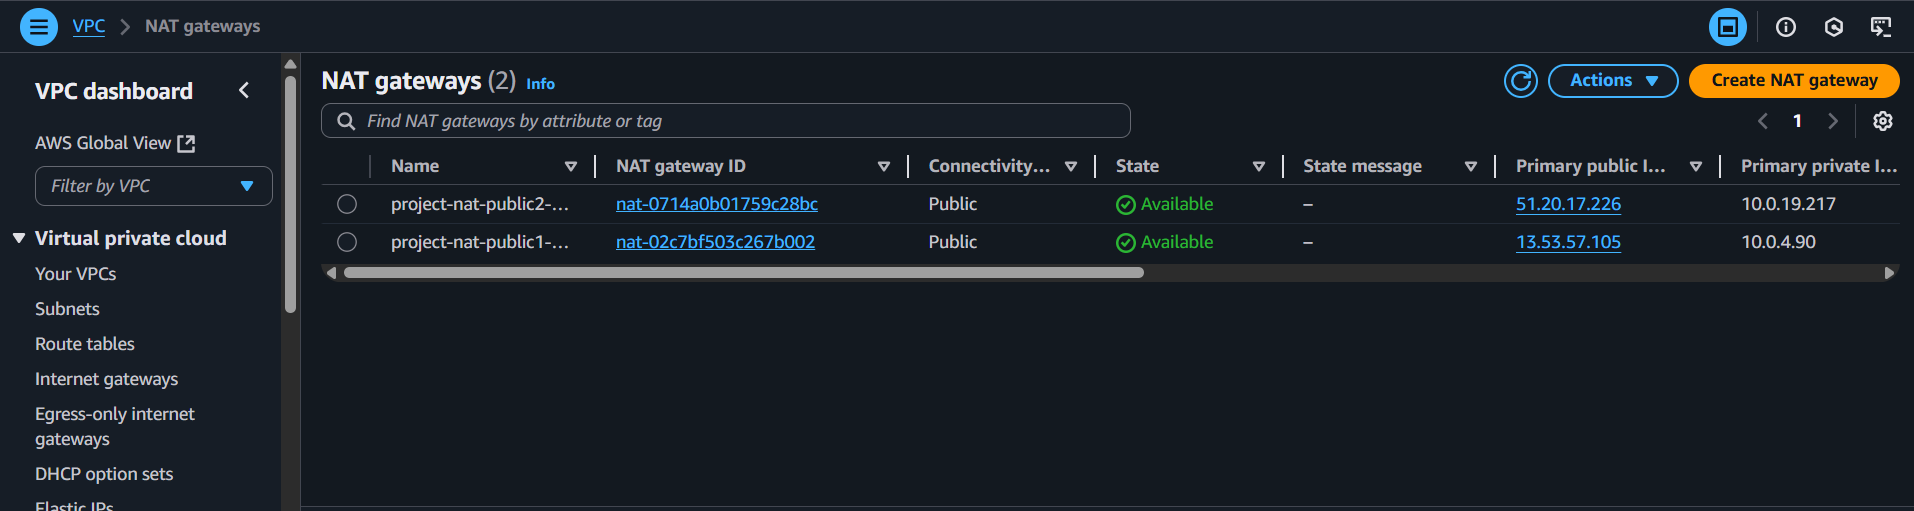 VPC > NAT gateways
VPC dashboard
AWS Global View
Filter by VPC
Virtual private cloud
Your VPCs
Subnets
Route tables
Internet gateways
Egress-only internet
gateways
DHCP option sets
Elastic IPs
NAT gateways (2) Info
Actions
Create NAT gateway
Find NAT gateways by attribute or tag
1
Name NAT gateway ID Connectivity... State State message Primary public I... Primary private I...
project-nat-public2-... nat-0714a0b01759c28bc Public Available – 51.20.17.226 10.0.19.217
project-nat-public1-... nat-02c7bf503c267b002 Public Available – 13.53.57.105 10.0.4.90